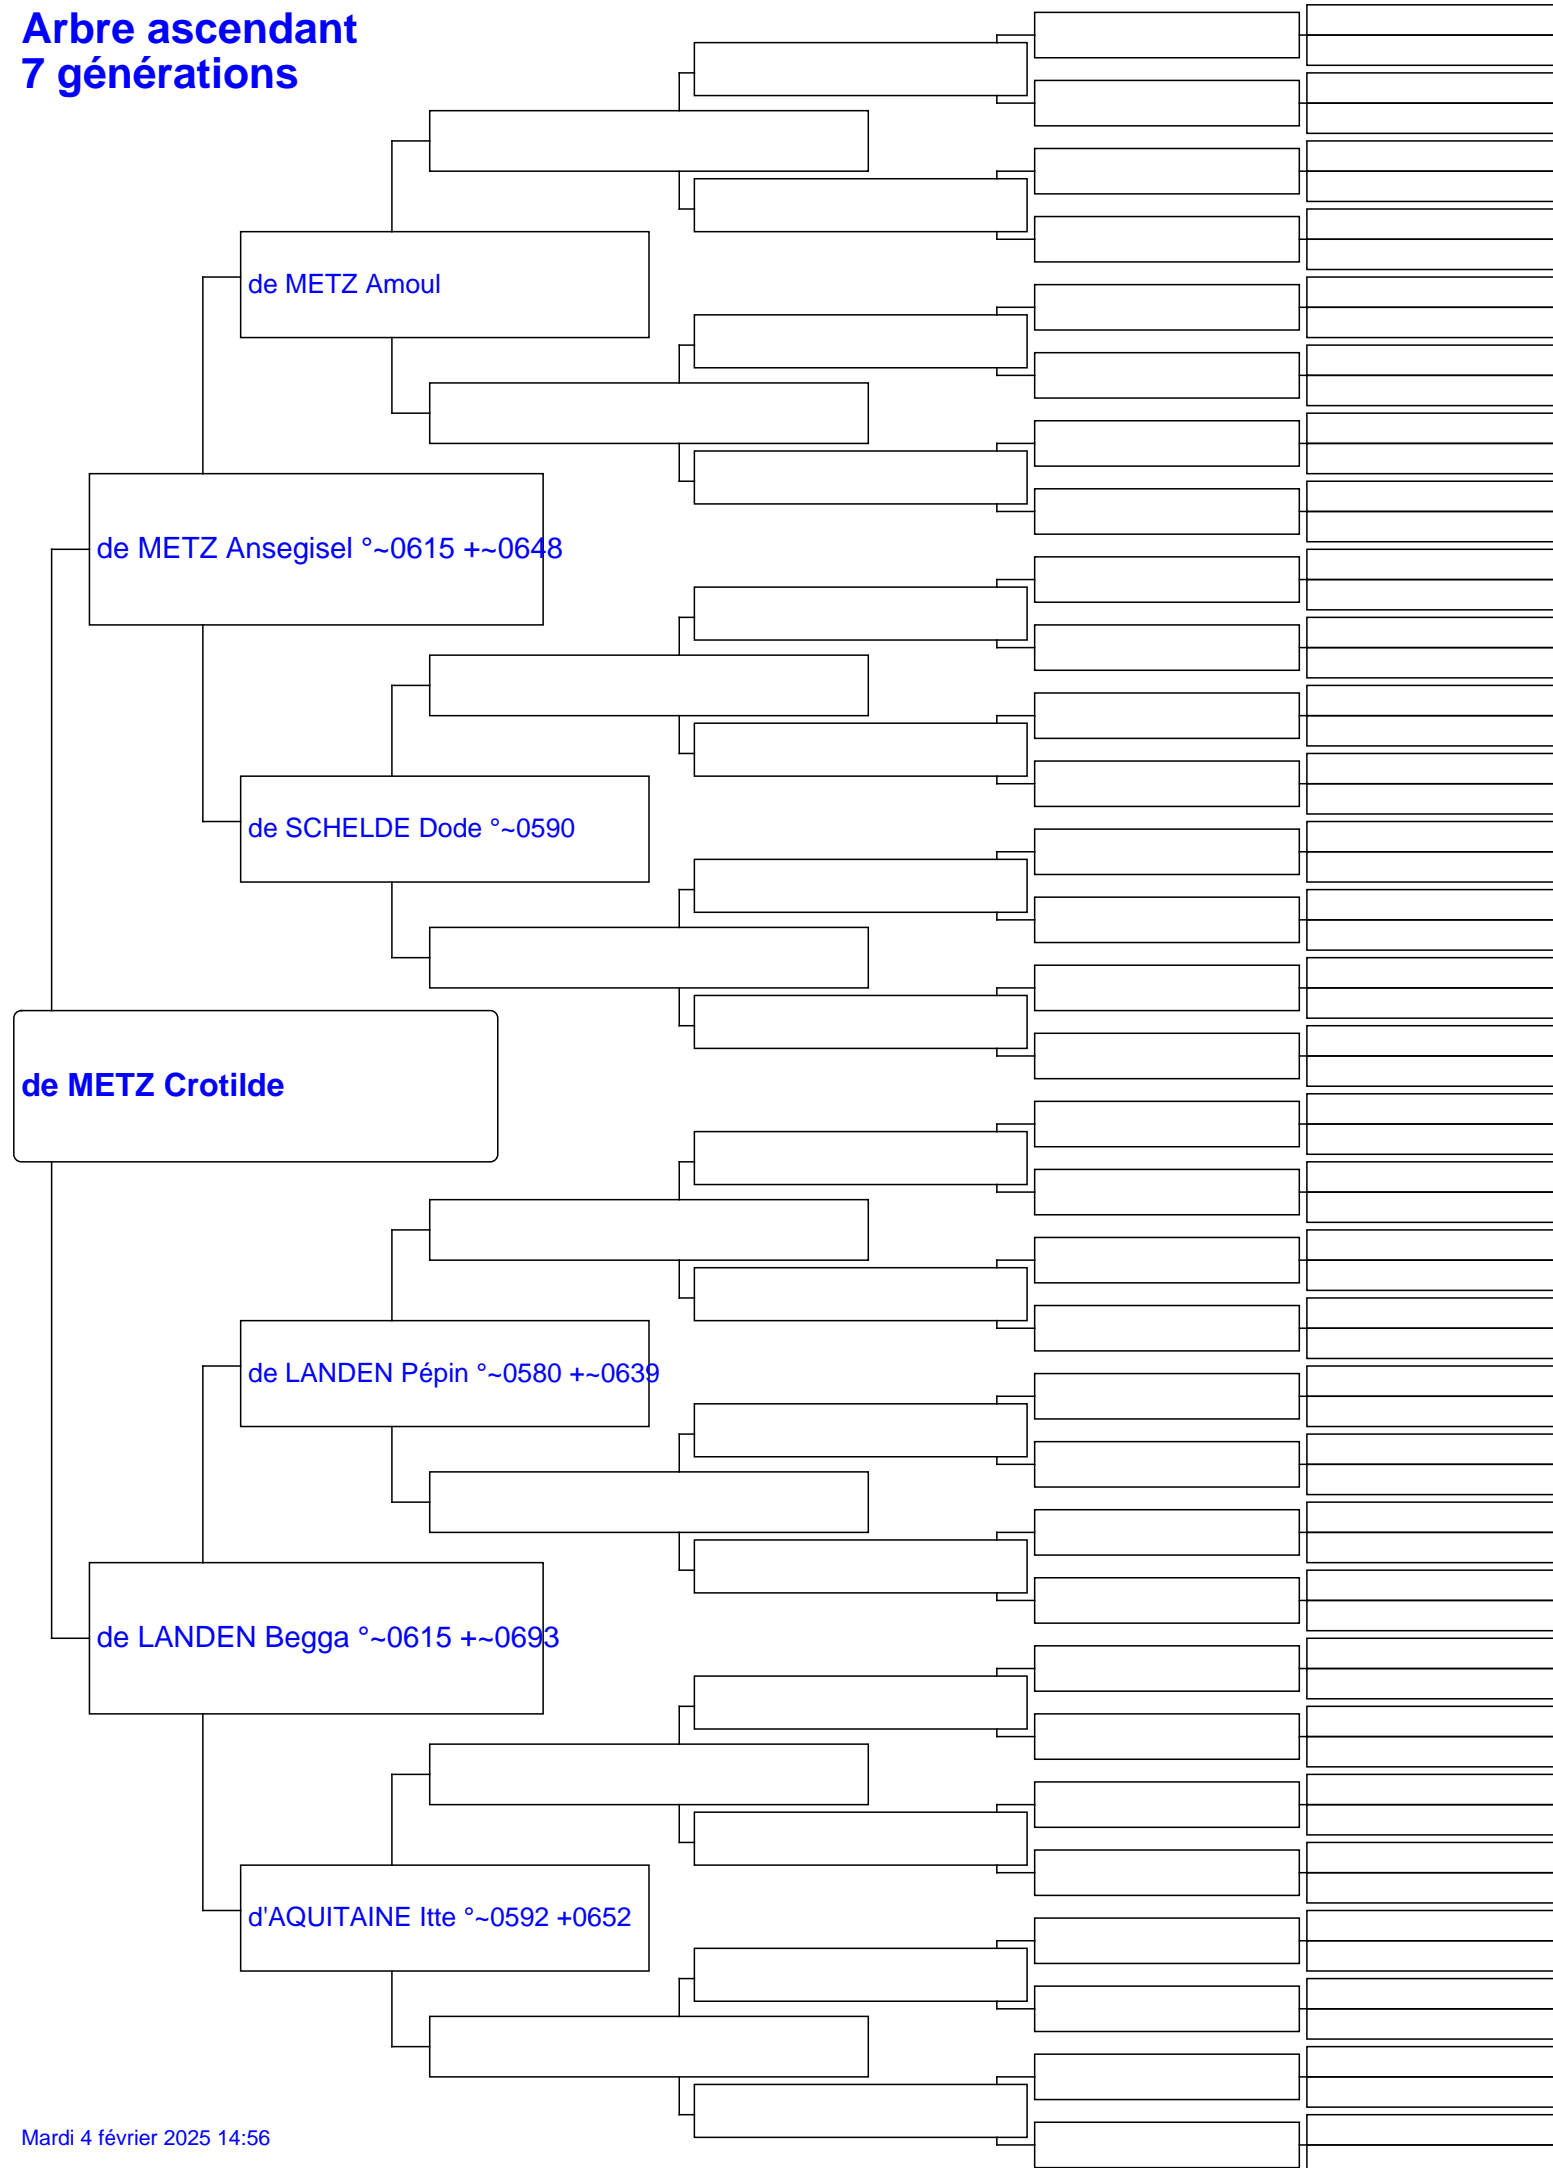 Arbre ascendant
7 générations
de METZ Amoul
de METZ Ansegisel °~0615 +~0648
de SCHELDE Dode °~0590
de METZ Crotilde
de LANDEN Pépin °~0580 +~0639
de LANDEN Begga °~0615 +~0693
d'AQUITAINE Itte °~0592 +0652
Mardi 4 février 2025 14:56